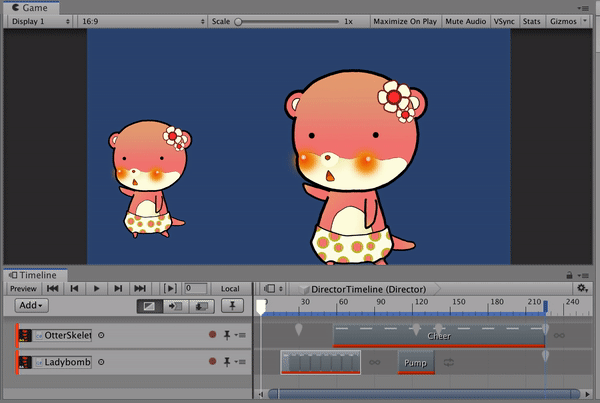 Game
Display 1 16:9 Scale 1x Maximize On Play Mute Audio VSync Stats Gizmos
Timeline
Preview 0 Local DirectorTimeline (Director)
Add 0 30 60 90 120 150 180 210 240
OtterSkelet Cheer
Ladybomb Pump